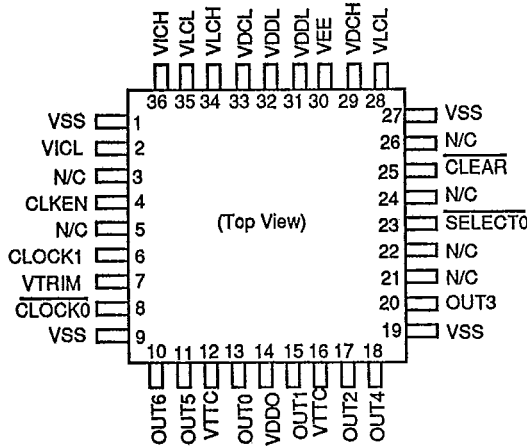 VICH VLCL VLCH VDCL VDDL VDDL VEE VDCH VLCL
36 35 34 33 32 31 30 29 28
VSS 1
VICL 2
N/C 3
CLKEN 4
N/C 5
CLOCK1 6
VTRIM 7
CLOCK0 8
VSS 9
(Top View)
27 VSS
26 N/C
25 CLEAR
24 N/C
23 SELECT0
22 N/C
21 N/C
20 OUT3
19 VSS
10 11 12 13 14 15 16 17 18
OUT6 OUT5 VTTC OUT0 VDDO OUT1 VTTC OUT2 OUT4